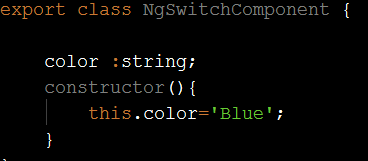 export class NgSwitchComponent {
color :string;
constructor(){
this.color='Blue';
}
}